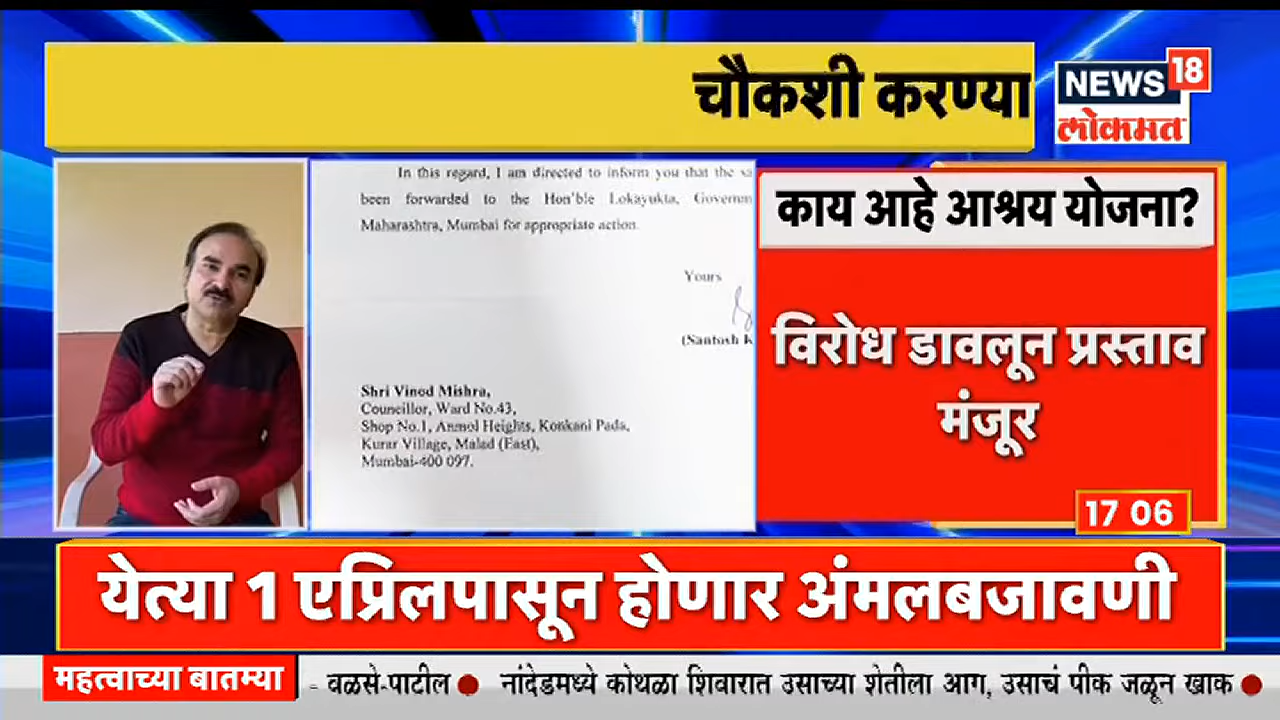 चौकशी करण्या
NEWS 18
लोकमत
In this regard, I am directed to inform you that the sa
been forwarded to the Hon'ble Lokayukta, Governm
Maharashtra, Mumbai for appropriate action.
Yours
(Santosh K
Shri Vinod Mishra,
Councillor, Ward No.43,
Shop No.1, Anmol Heights, Konkani Pada,
Kurar Village, Malad (East),
Mumbai-400 097.
काय आहे आश्रय योजना?
विरोध डावलून प्रस्ताव
मंजूर
17 06
येत्या 1 एप्रिलपासून होणार अंमलबजावणी
महत्वाच्या बातम्या
- वळसे-पाटील ● नांदेडमध्ये कोथळा शिवारात उसाच्या शेतीला आग, उसाचं पीक जळून खाक ●